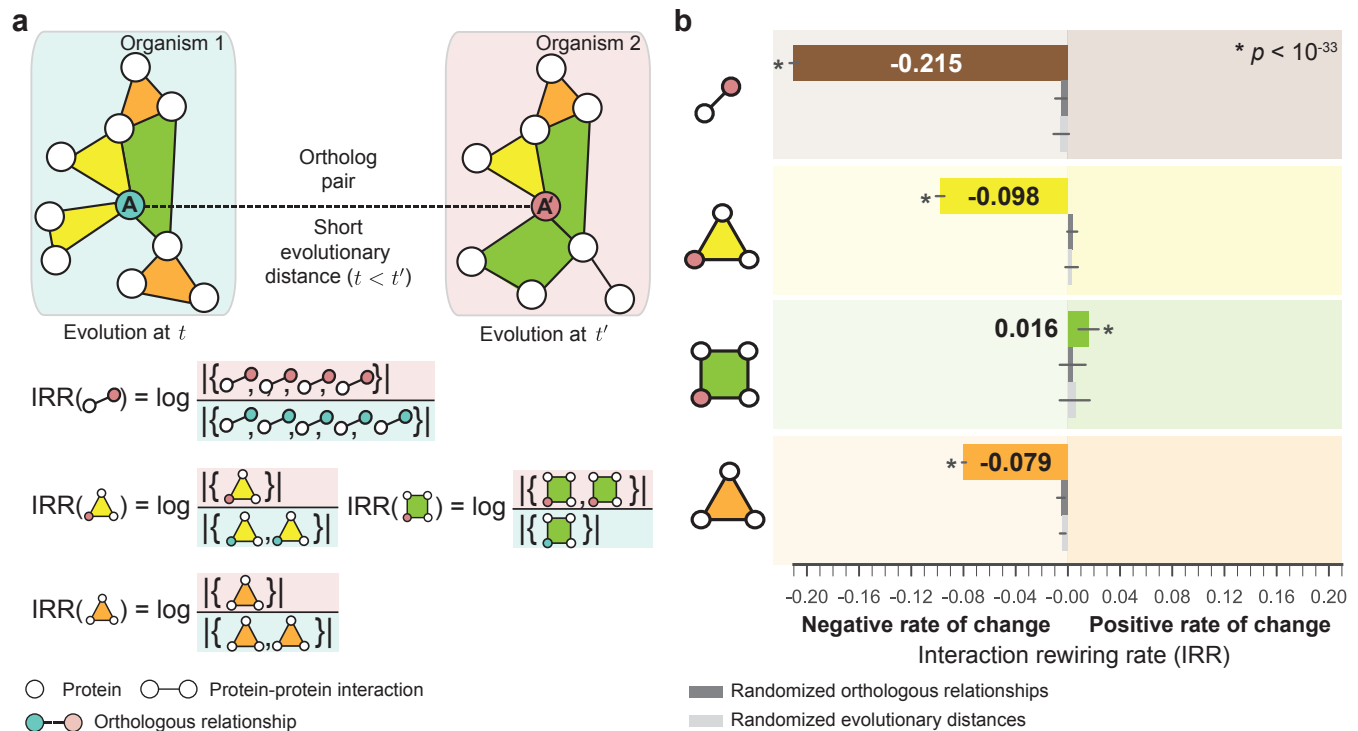 a
Organism 1
Organism 2
A
A′
Ortholog
pair
Short
evolutionary
distance (t < t′)
Evolution at t
Evolution at t′
IRR( ) = log |{ , , , }|
|{ , , , , }|
IRR( ) = log |{ }|
|{ , }|
IRR( ) = log |{ , }|
|{ }|
IRR( ) = log |{ }|
|{ , }|
Protein
Protein-protein interaction
Orthologous relationship
b
* p < 10⁻³³
* -0.215
* -0.098
0.016 *
* -0.079
-0.20 -0.16 -0.12 -0.08 -0.04 -0.00 0.04 0.08 0.12 0.16 0.20
Negative rate of change Positive rate of change
Interaction rewiring rate (IRR)
Randomized orthologous relationships
Randomized evolutionary distances